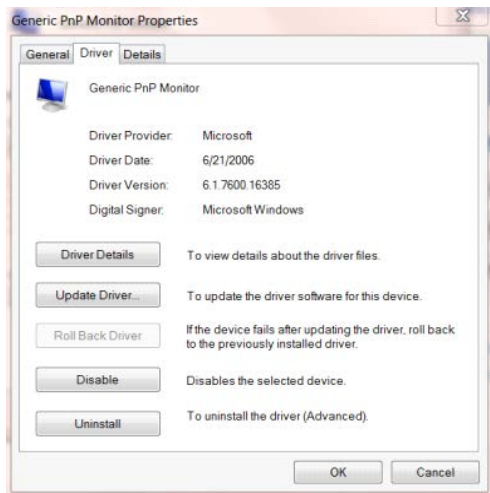 Generic PnP Monitor Properties
General Driver Details
Generic PnP Monitor
Driver Provider: Microsoft
Driver Date: 6/21/2006
Driver Version: 6.1.7600.16385
Digital Signer: Microsoft Windows
Driver Details To view details about the driver files.
Update Driver... To update the driver software for this device.
Roll Back Driver If the device fails after updating the driver, roll back
to the previously installed driver.
Disable Disables the selected device.
Uninstall To uninstall the driver (Advanced).
OK Cancel